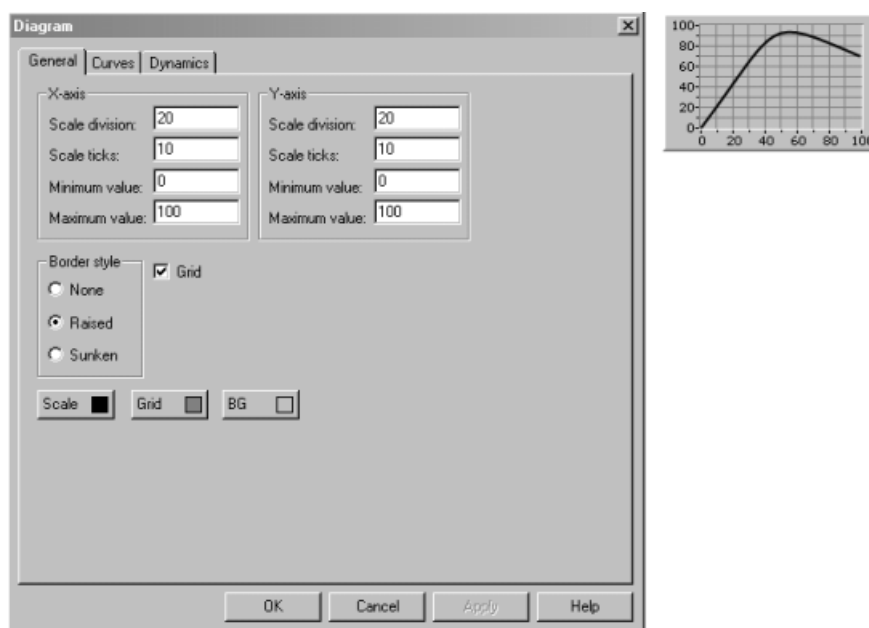 Diagram
General Curves Dynamics
X-axis
Scale division: 20
Scale ticks: 10
Minimum value: 0
Maximum value: 100
Y-axis
Scale division: 20
Scale ticks: 10
Minimum value: 0
Maximum value: 100
Border style
None
Raised
Sunken
Grid
Scale Grid BG
OK Cancel Apply Help
100
80
60
40
20
0
0 20 40 60 80 100